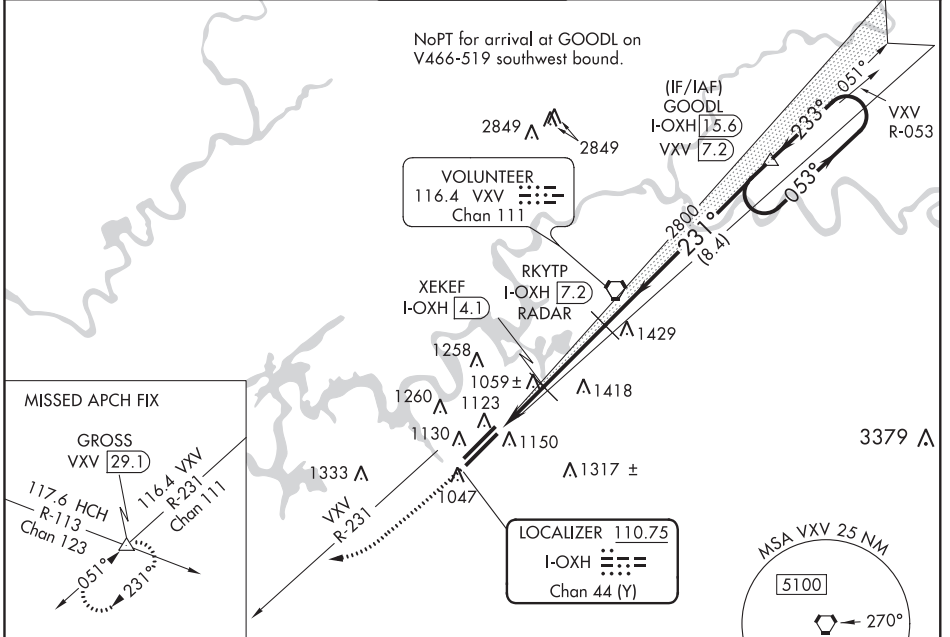 NoPT for arrival at GOODL on
V466-519 southwest bound.
(IF/IAF)
GOODL
I-OXH 15.6
VXV 7.2
233°
051°
VXV
R-053
053°
2849
2849
VOLUNTEER
116.4 VXV
Chan 111
2800
231°
(8.4)
XEKEF
I-OXH 4.1
RKYTP
I-OXH 7.2
RADAR
1429
1258
1059 ±
1418
1260
1123
1130
1150
3379
1333
1047
1317 ±
VXV
R-231
MISSED APCH FIX
GROSS
VXV 29.1
117.6 HCH
R-113
Chan 123
116.4 VXV
R-231
Chan 111
051°
231°
LOCALIZER 110.75
I-OXH
Chan 44 (Y)
MSA VXV 25 NM
5100
270°